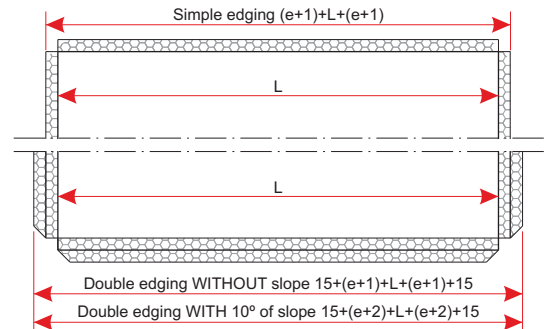 Simple edging (e+1)+L+(e+1)
L
L
Double edging WITHOUT slope 15+(e+1)+L+(e+1)+15
Double edging WITH 10º of slope 15+(e+2)+L+(e+2)+15